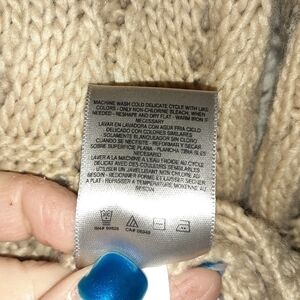 MACHINE WASH COLD DELICATE CYCLE WITH LIKE
COLORS - ONLY NON-CHLORINE BLEACH, WHEN
NEEDED - RESHAPE AND DRY FLAT - WARM IRON IF
NECESSARY
LAVAR EN LAVADORA CON AGUA FRIA CICLO
DELICADO CON COLORES SIMILARES
SOLAMENTE BLANQUEADOR SIN CLORO
CUANDO SE NECESITE - REFORMAR Y SECAR
SOBRE SUPERFICIE PLANA - PLANCHA TIBIA SI ES
NECESARIO
LAVER A LA MACHINE A L'EAU FROIDE AU CYCLE
DELICAT AVEC DES COULEURS SEMBLABLES
UTILISER UN JAVELLISANT NON CHLORE AU
BESOIN - REDONNER FORME ET FAIRE SECHER
A PLAT - REPASSER A TEMPERATURE MOYENNE AU
BESOIN